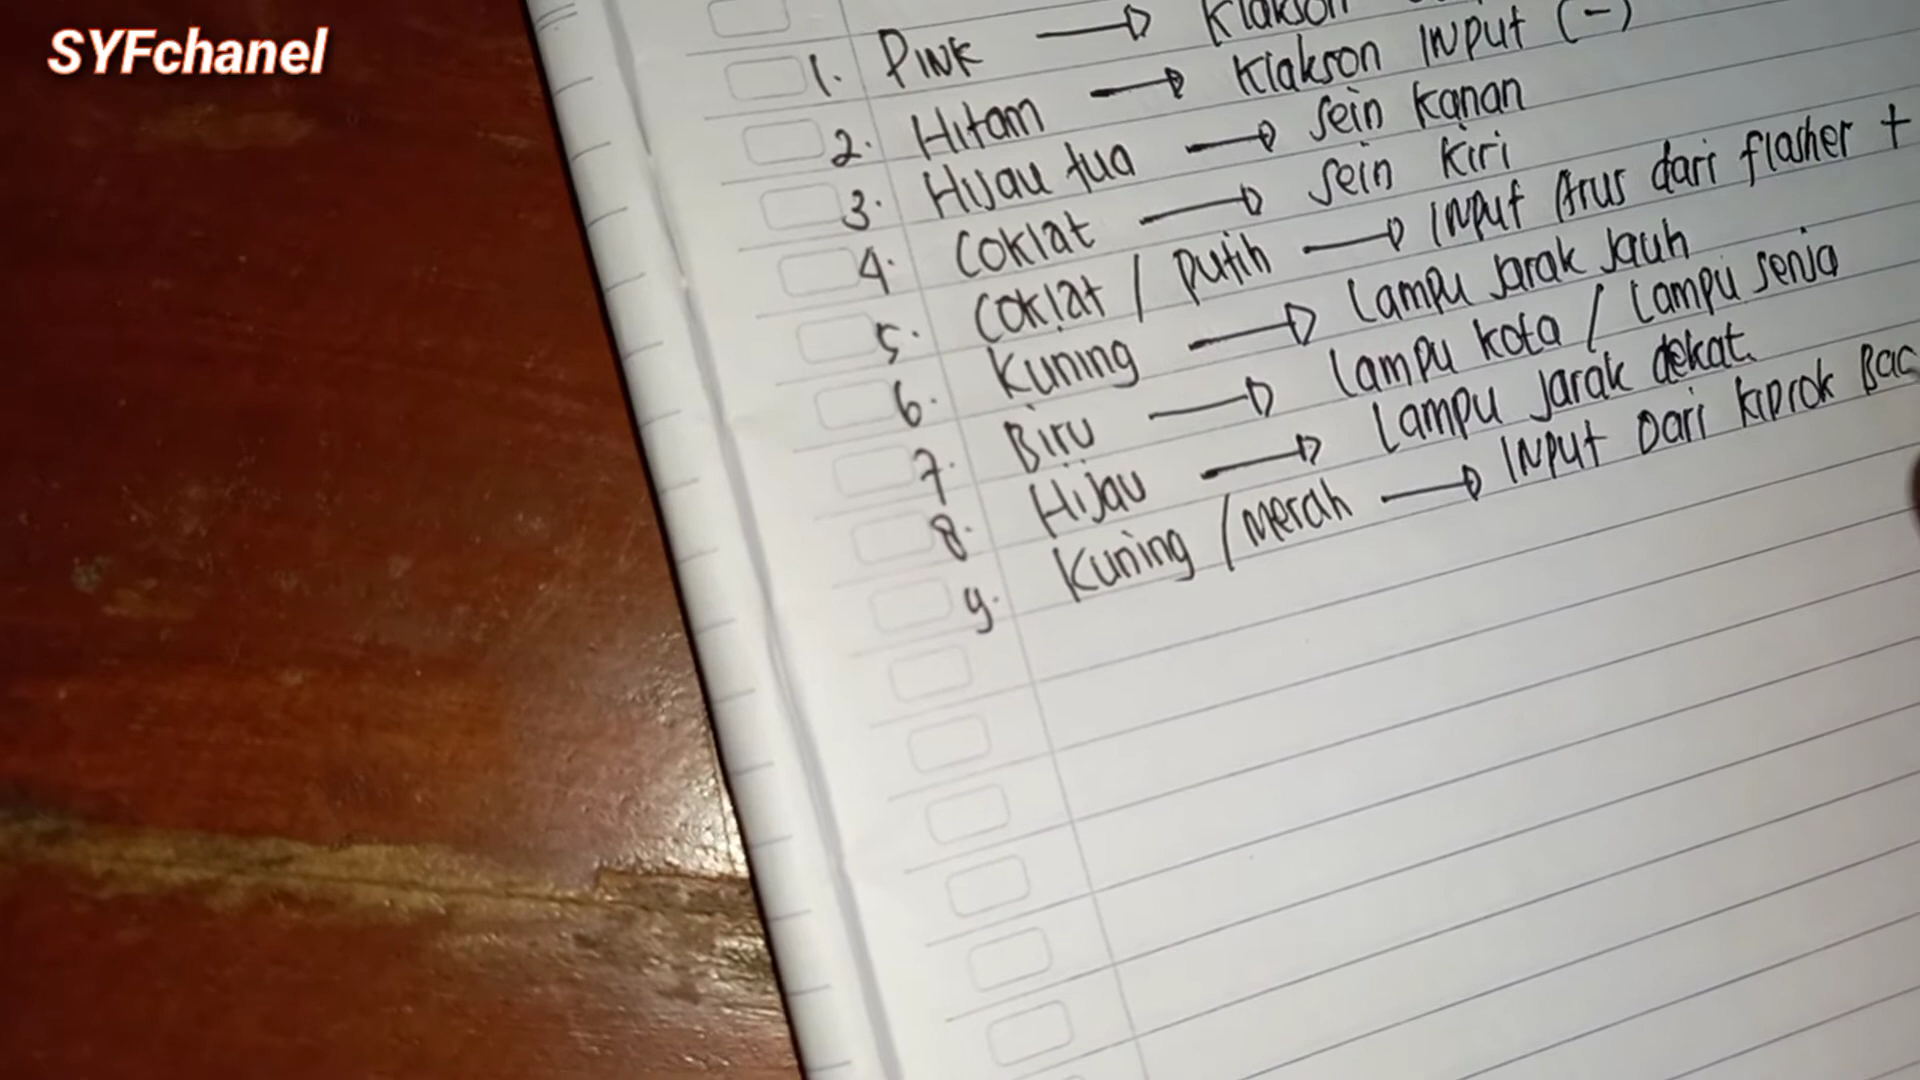 SYFchanel
1. Pink → Klakson
2. Hitam → Klakson Input (-)
3. Hijau tua → Sein Kanan
4. Coklat → Sein Kiri
5. Coklat / Putih → Input Arus dari flasher +
6. Kuning → Lampu Jarak Jauh
7. Biru → Lampu Kota / Lampu Senja
8. Hijau → Lampu Jarak dekat.
9. Kuning / Merah → Input Dari Kiprok